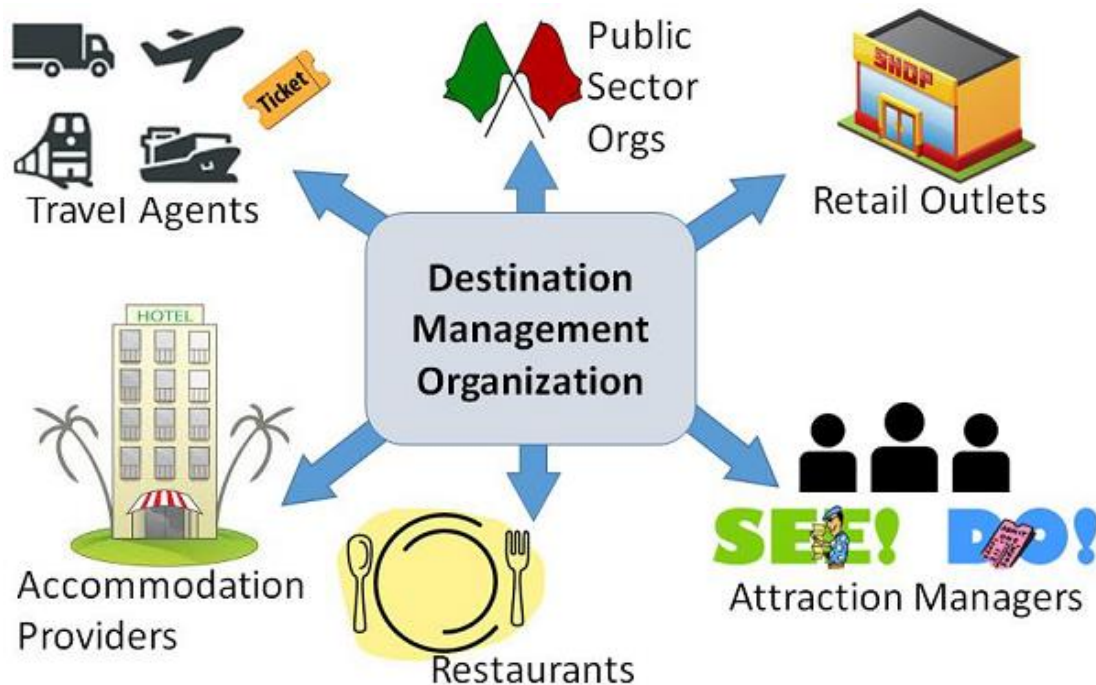 Ticket
Travel Agents
Public
Sector
Orgs
SHOP
Retail Outlets
Destination
Management
Organization
HOTEL
Accommodation
Providers
Restaurants
SEE! DO!
Attraction Managers